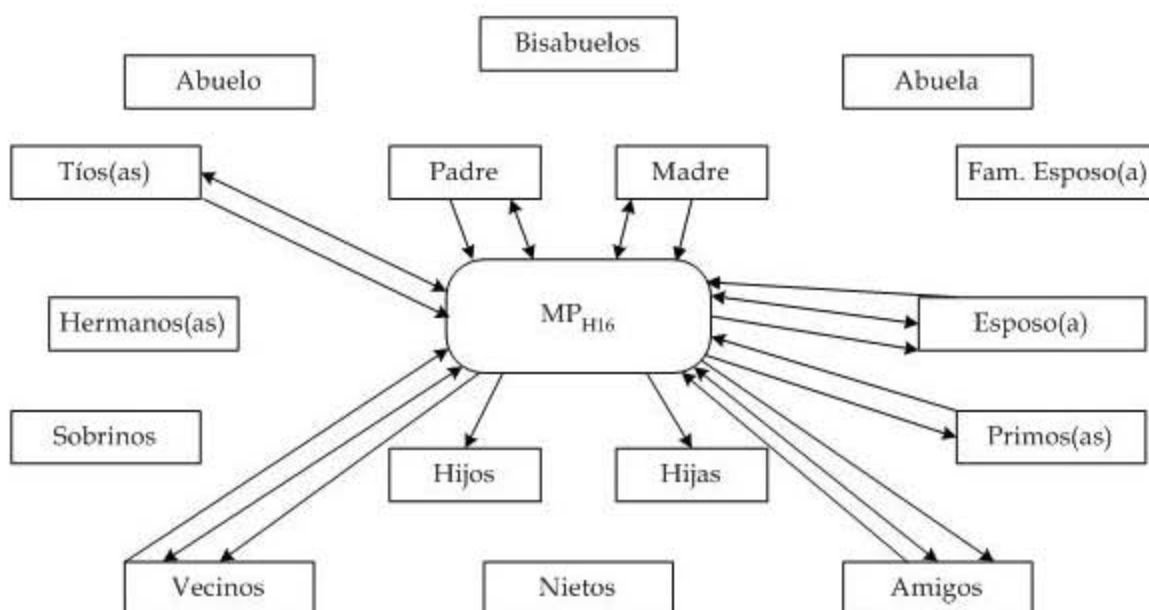 Bisabuelos
Abuelo
Abuela
Tíos(as)
Padre
Madre
Fam. Esposo(a)
Hermanos(as)
MP_H16
Esposo(a)
Sobrinos
Primos(as)
Hijos
Hijas
Vecinos
Nietos
Amigos